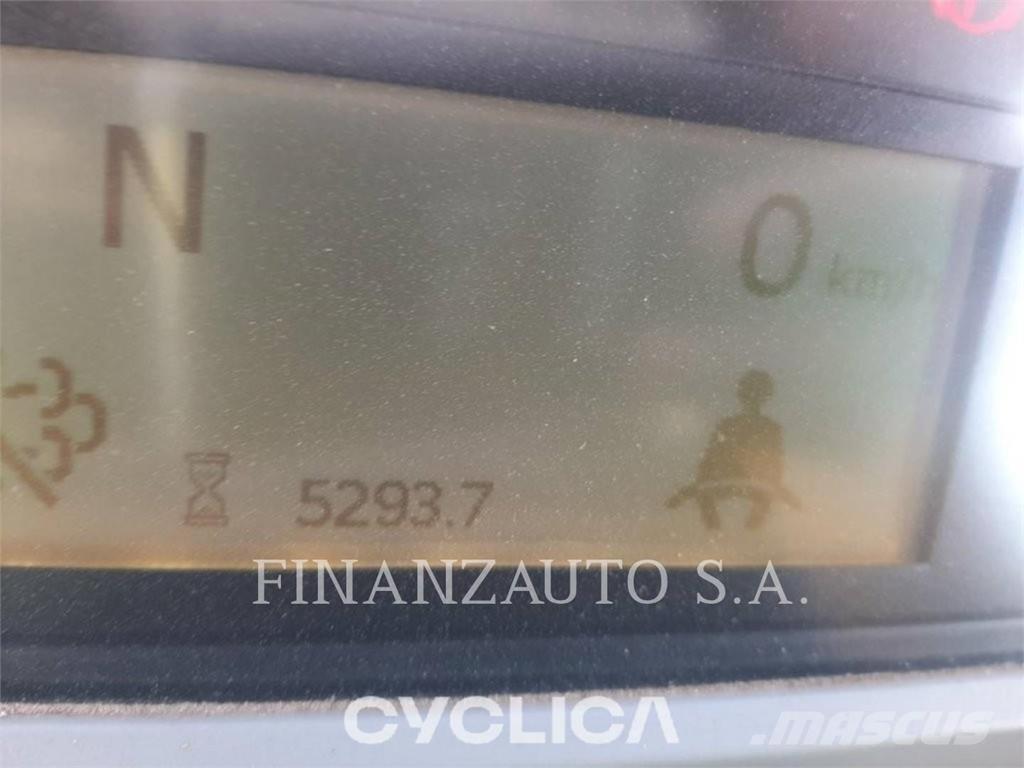 N
0 km/h
5293.7
FINANZAUTO S.A.
CYCLICA
MASCUS